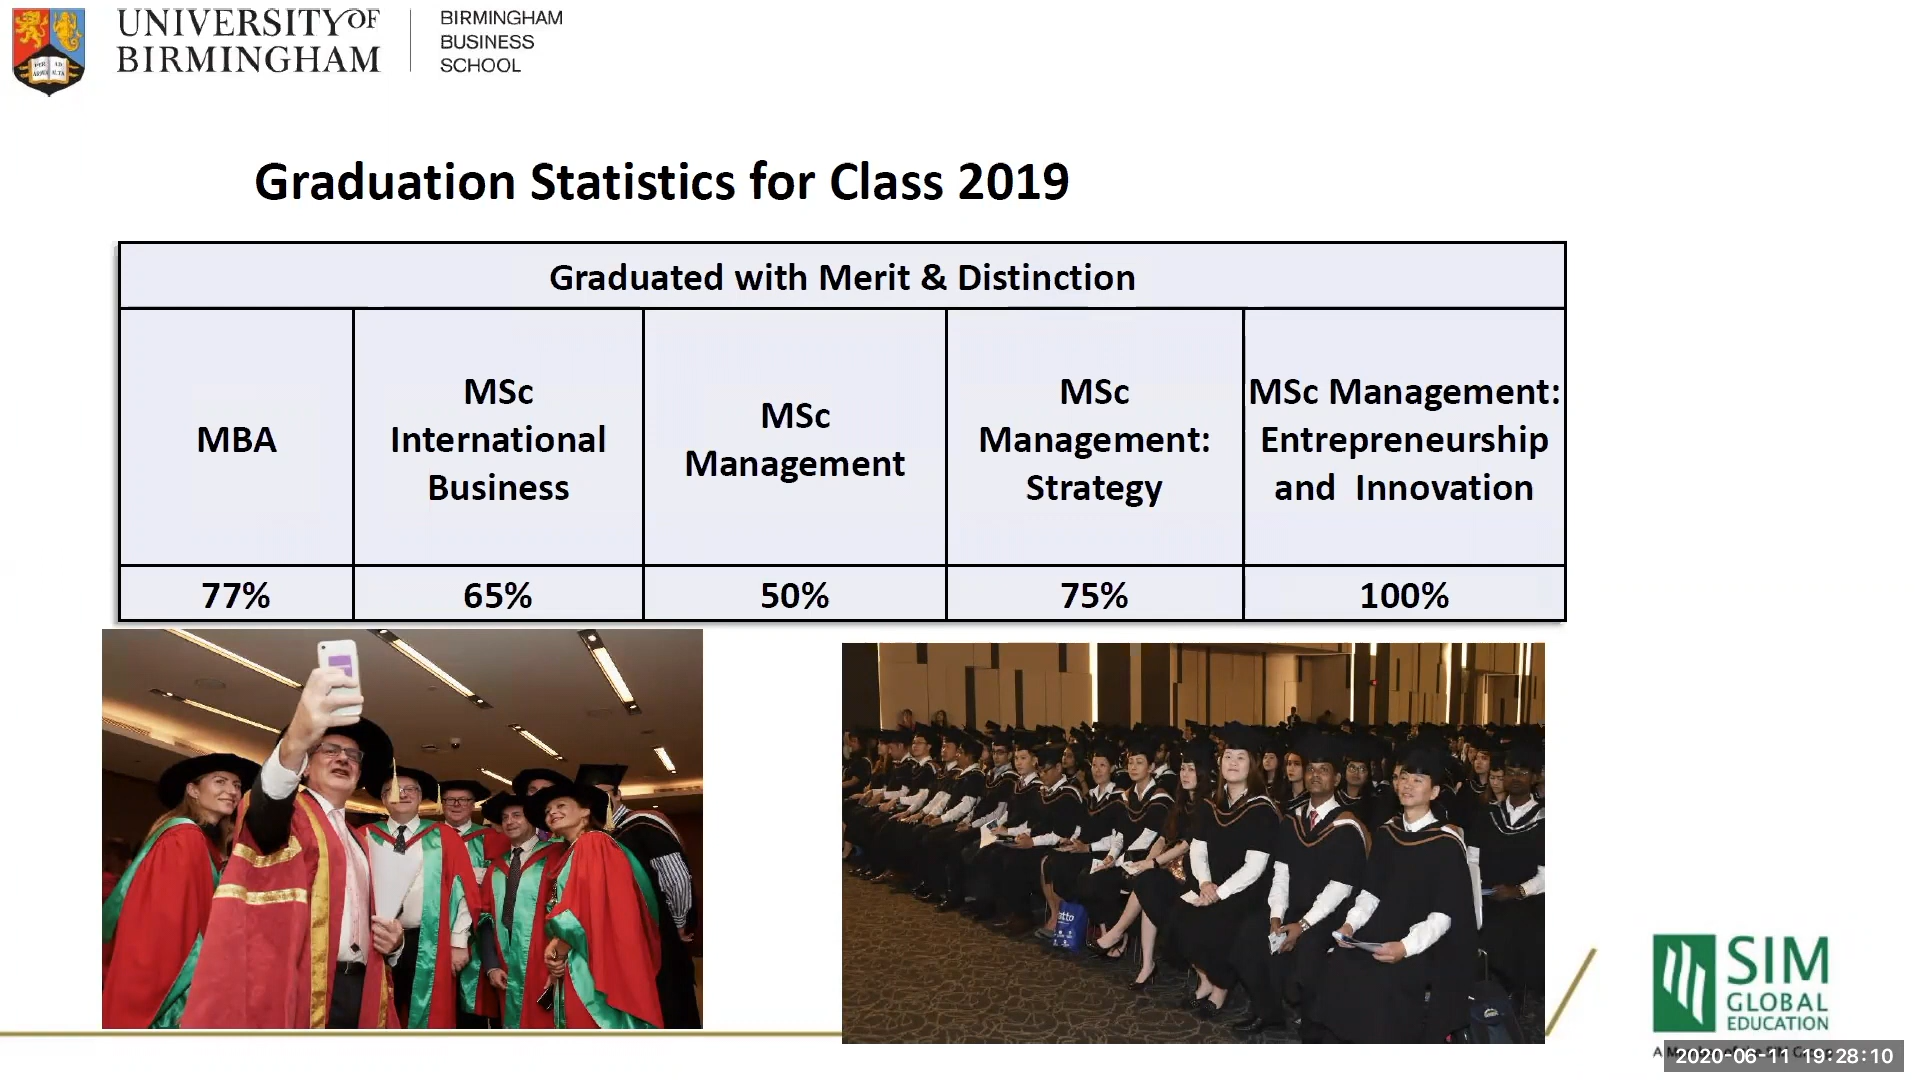 UNIVERSITY OF
BIRMINGHAM
BIRMINGHAM
BUSINESS
SCHOOL
Graduation Statistics for Class 2019
Graduated with Merit & Distinction
MBA
MSc
International
Business
MSc
Management
MSc
Management:
Strategy
MSc Management:
Entrepreneurship
and Innovation
77%
65%
50%
75%
100%
SIM
GLOBAL
EDUCATION
2020-06-11 19:28:10